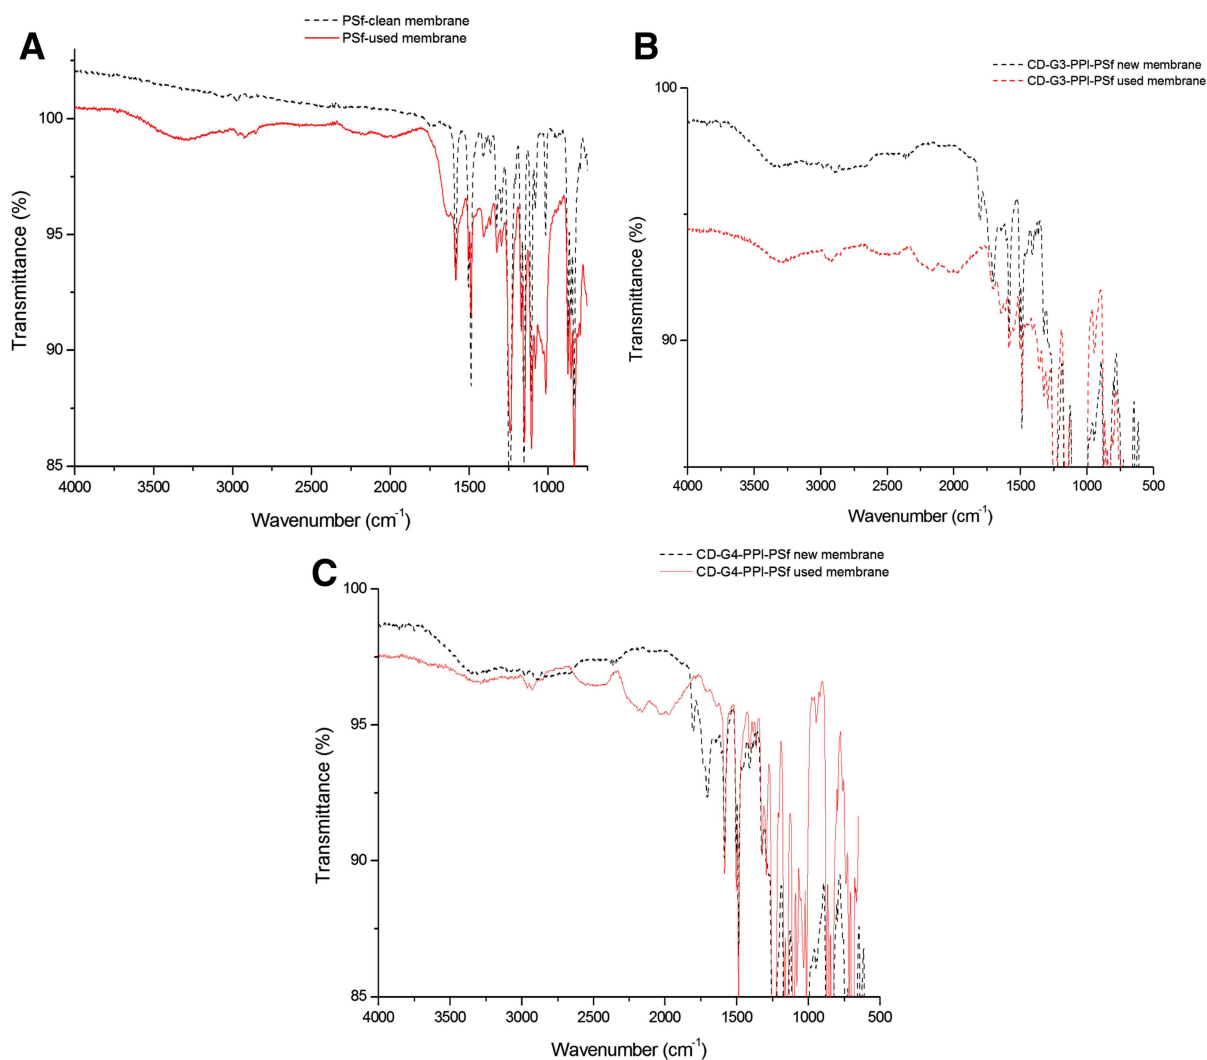 A
PSf-clean membrane
PSf-used membrane
100
95
90
85
Transmittance (%)
4000 3500 3000 2500 2000 1500 1000
Wavenumber (cm⁻¹)
B
CD-G3-PPI-PSf new membrane
CD-G3-PPI-PSf used membrane
100
90
Transmittance (%)
4000 3500 3000 2500 2000 1500 1000 500
Wavenumber (cm⁻¹)
C
CD-G4-PPI-PSf new membrane
CD-G4-PPI-PSf used membrane
100
95
90
85
Transmittance (%)
4000 3500 3000 2500 2000 1500 1000 500
Wavenumber (cm⁻¹)